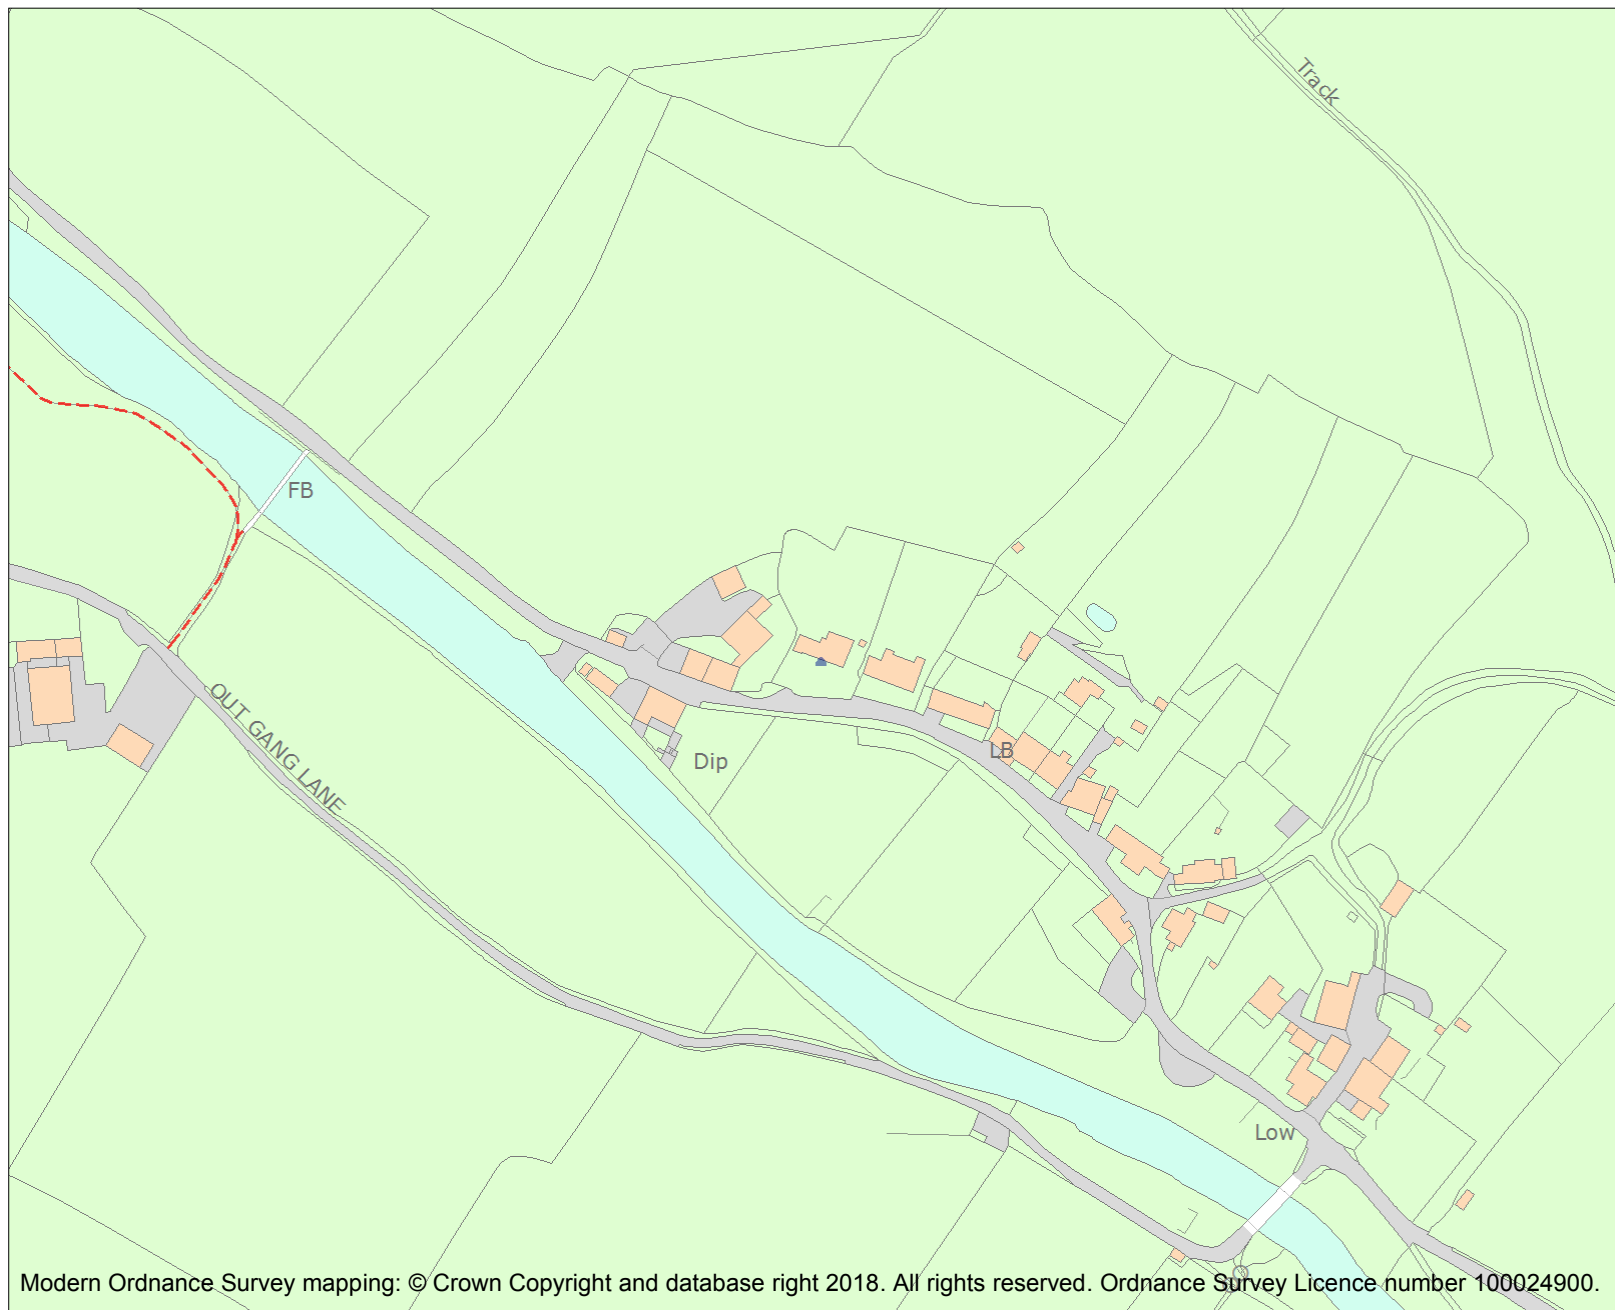 Track
FB
OUT GANG LANE
LB
Dip
Low
Modern Ordnance Survey mapping: © Crown Copyright and database right 2018. All rights reserved. Ordnance Survey Licence number 100024900.